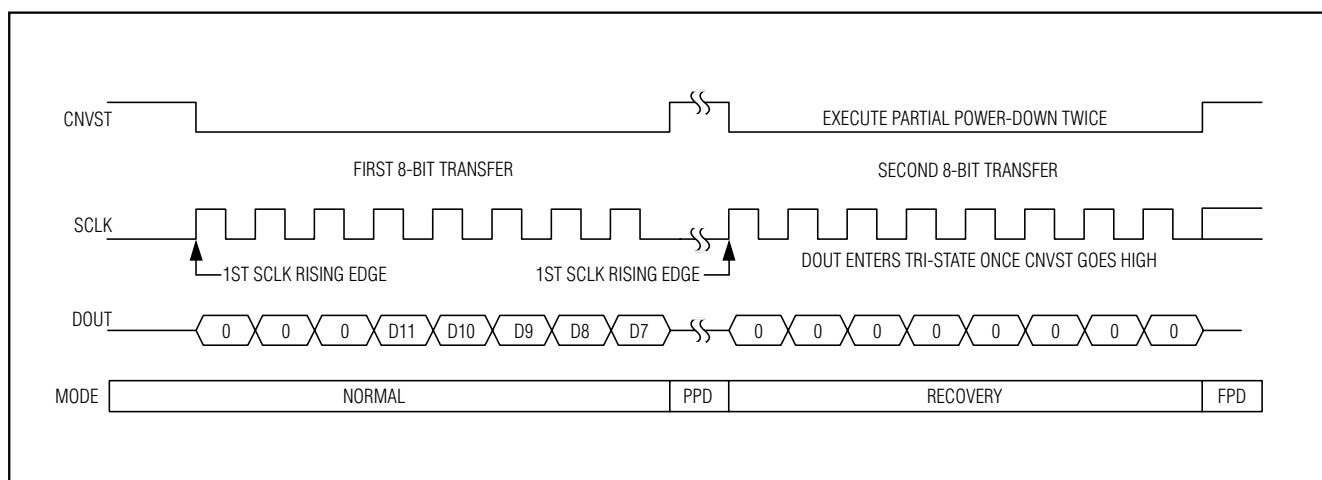 CNVST
EXECUTE PARTIAL POWER-DOWN TWICE
FIRST 8-BIT TRANSFER
SECOND 8-BIT TRANSFER
SCLK
1ST SCLK RISING EDGE
1ST SCLK RISING EDGE
DOUT ENTERS TRI-STATE ONCE CNVST GOES HIGH
DOUT
0 0 0 D11 D10 D9 D8 D7 0 0 0 0 0 0 0 0
MODE NORMAL PPD RECOVERY FPD